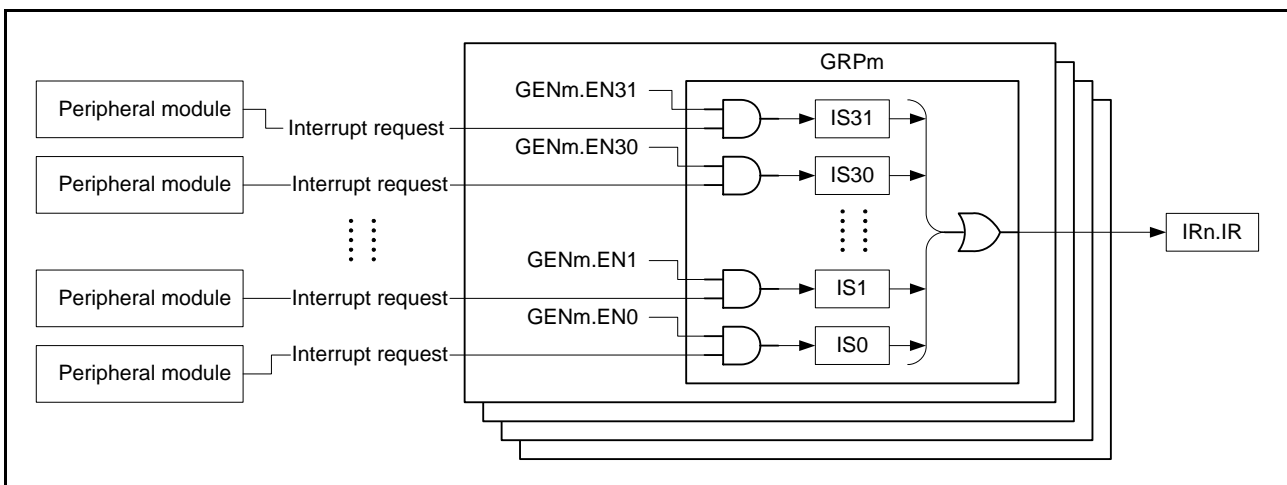 GRPm
GENm.EN31
Peripheral module
Interrupt request
IS31
GENm.EN30
Peripheral module
Interrupt request
IS30
IRn.IR
GENm.EN1
Peripheral module
Interrupt request
IS1
GENm.EN0
Peripheral module
Interrupt request
IS0